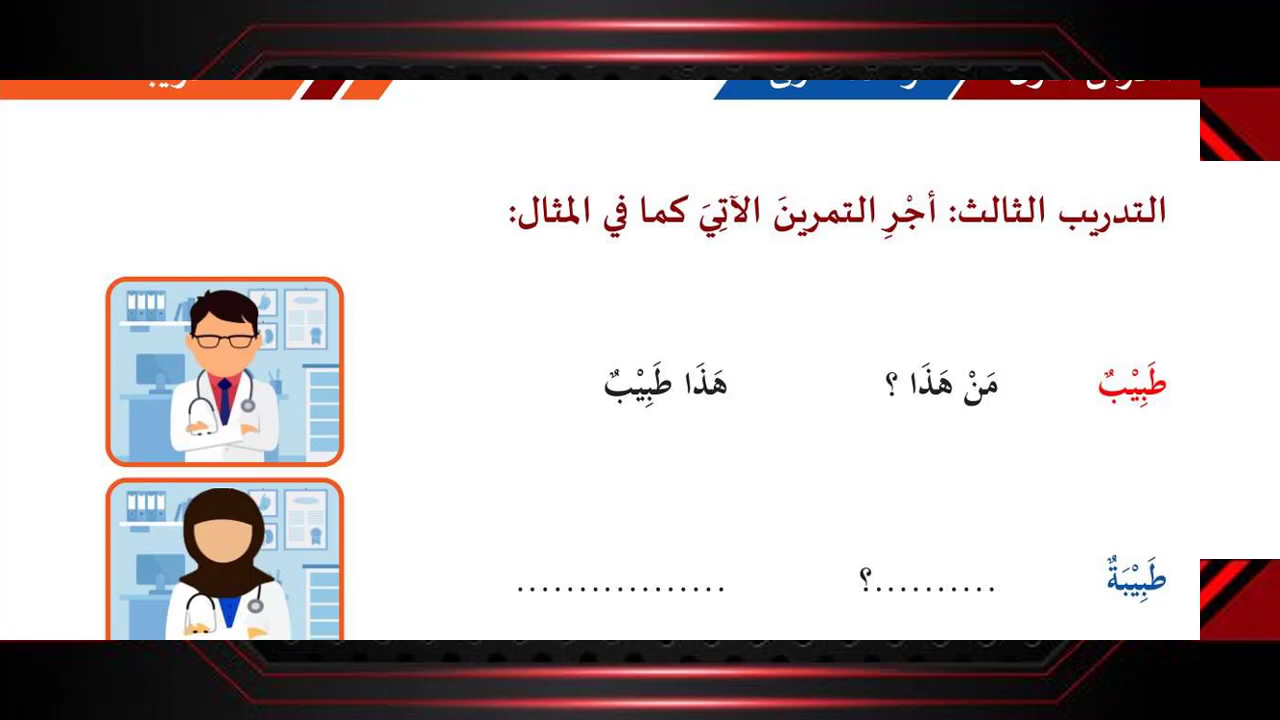 التدريب الثالث: أجْرِ التمرينَ الآتِيَ كما في المثال:
طَبِيْبٌ مَنْ هَذَا ؟ هَذَا طَبِيْبٌ
طَبِيْبَةٌ ..........؟ .................